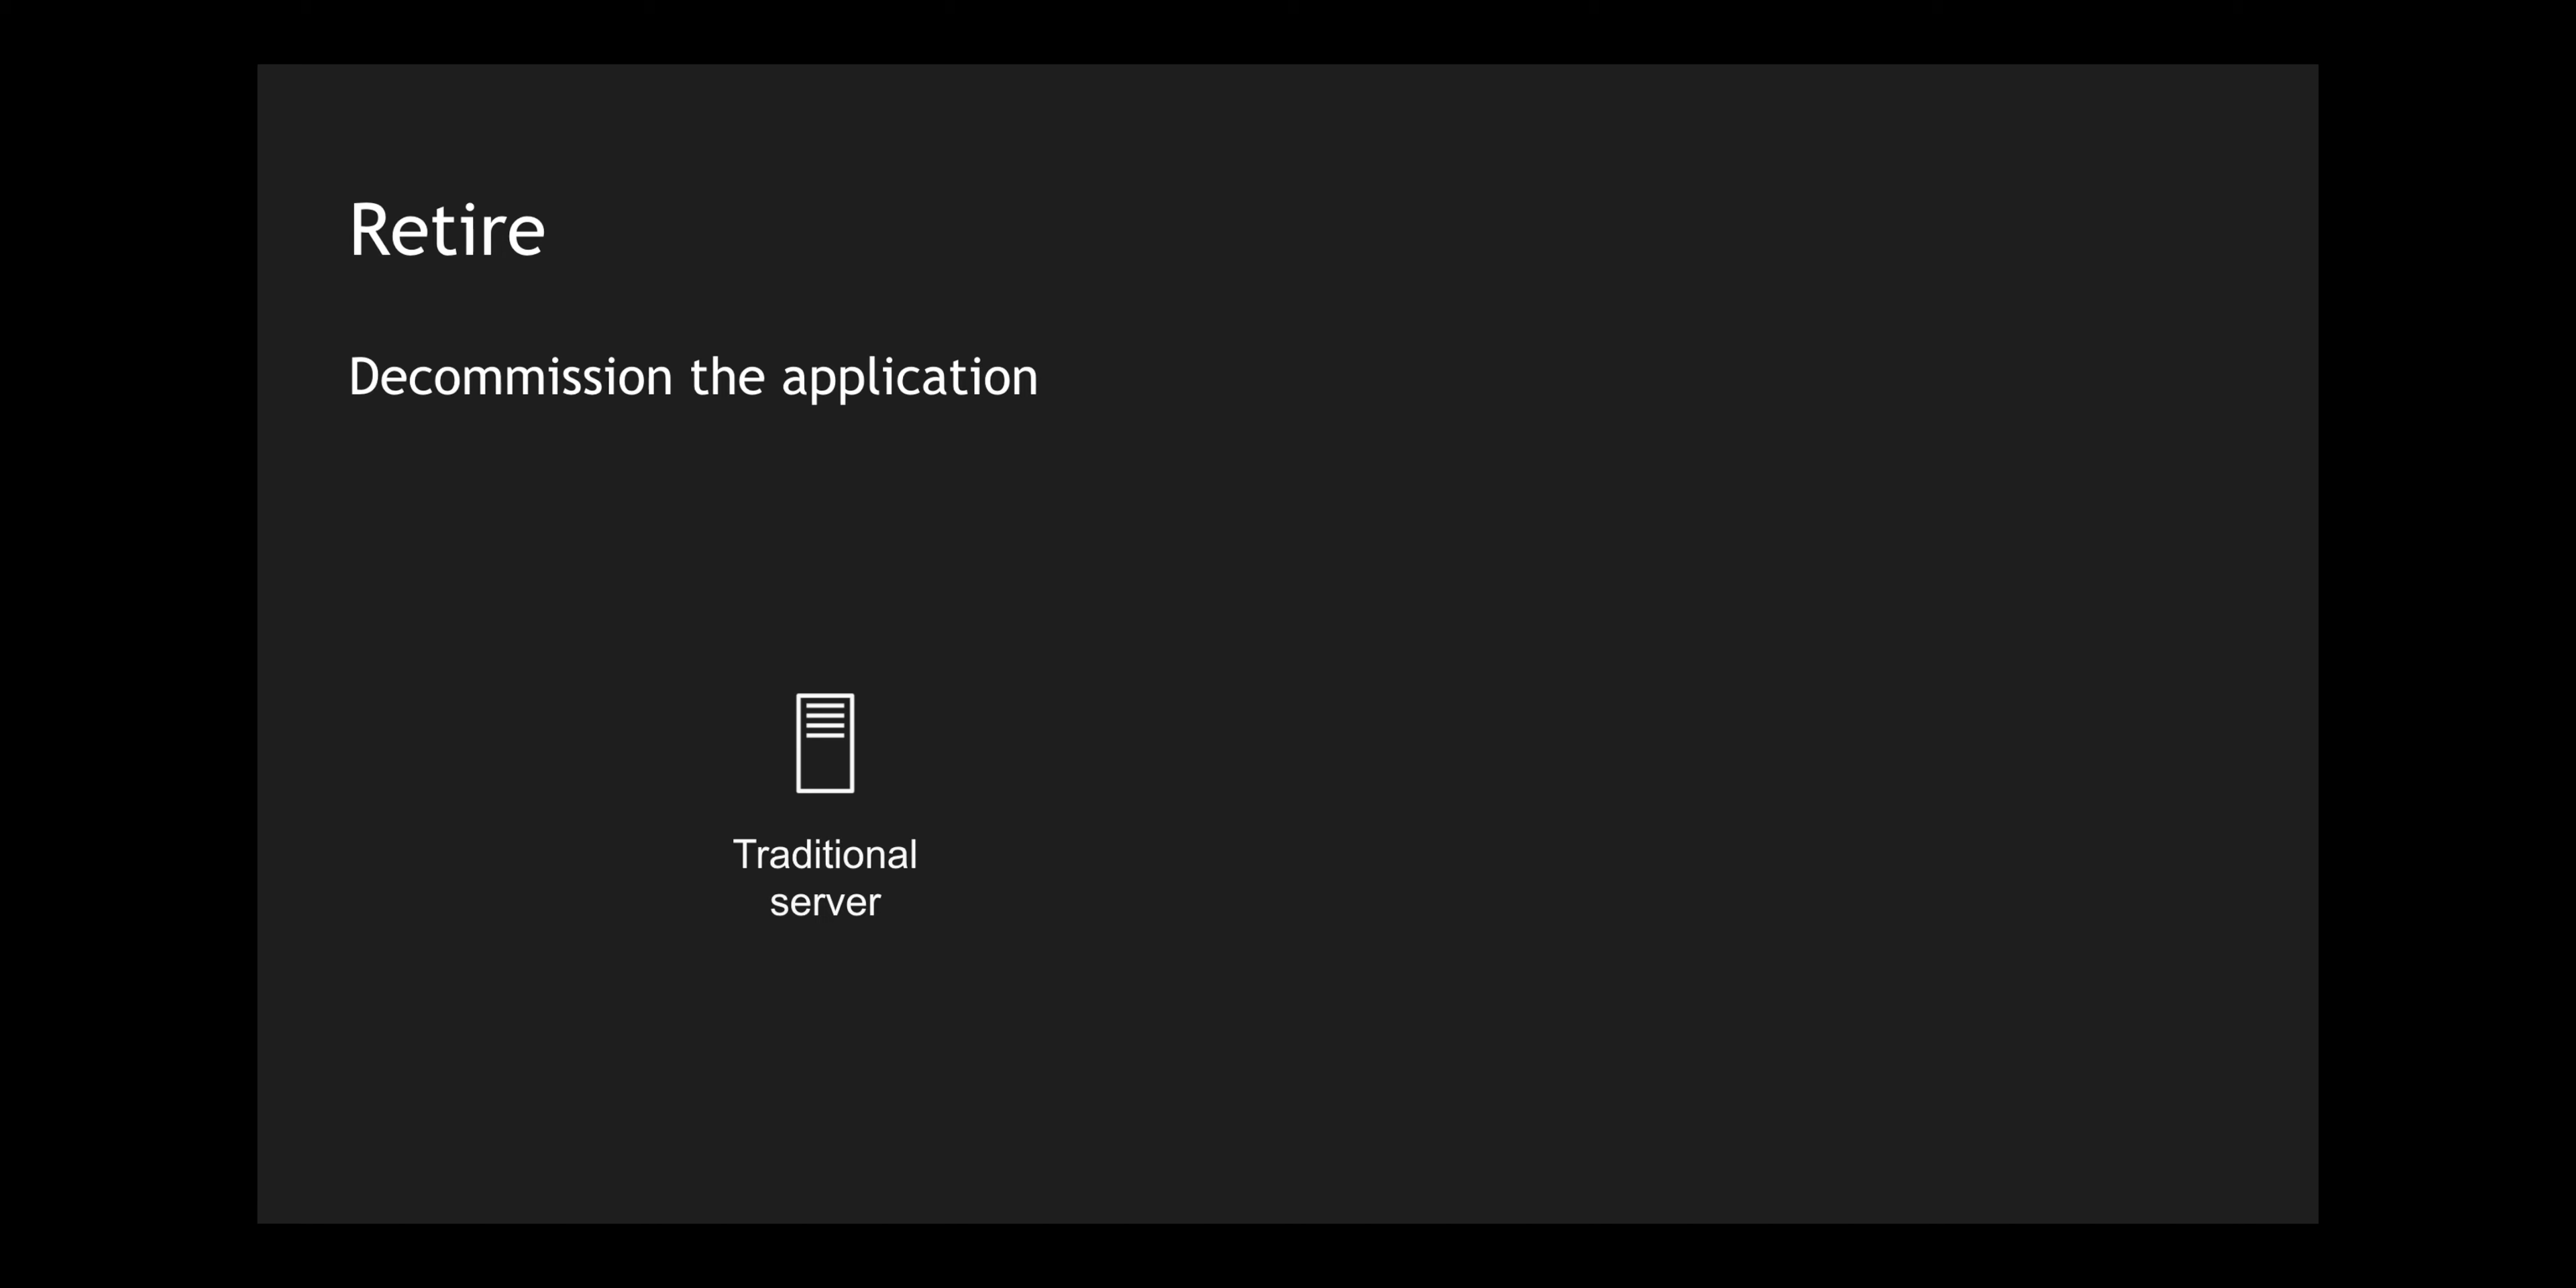 Retire
Decommission the application
Traditional
server